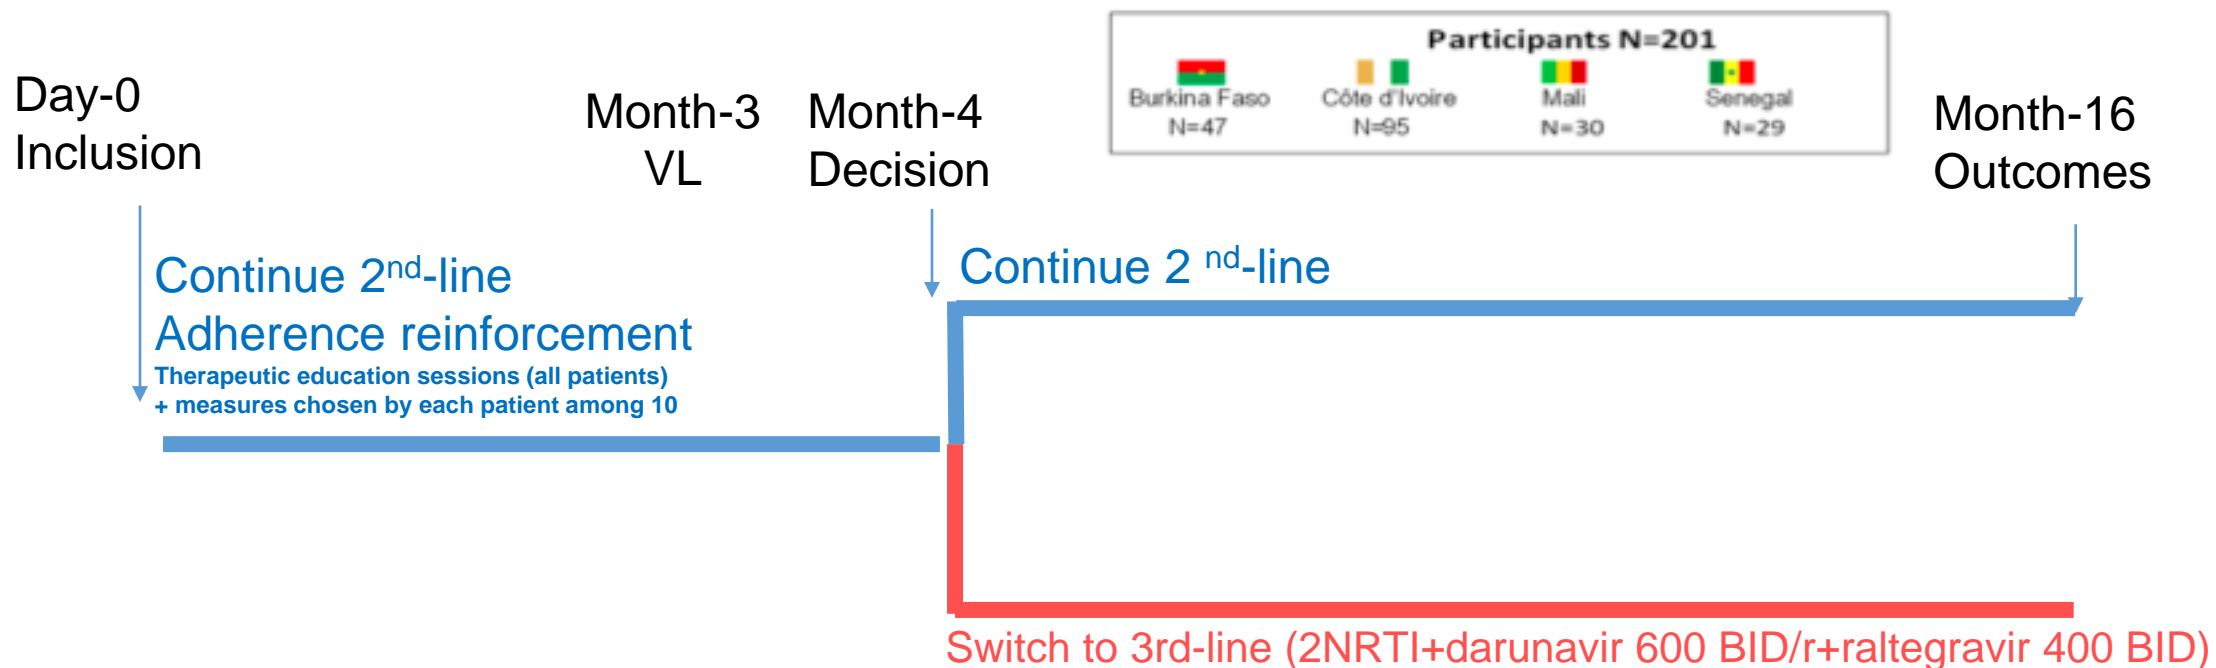 Day-0
Inclusion
Month-3
VL
Month-4
Decision
Participants N=201
Burkina Faso
N=47
Côte d'Ivoire
N=95
Mali
N=30
Senegal
N=29
Month-16
Outcomes
Continue 2nd-line
Adherence reinforcement
Therapeutic education sessions (all patients)
+ measures chosen by each patient among 10
Continue 2 nd-line
Switch to 3rd-line (2NRTI+darunavir 600 BID/r+raltegravir 400 BID)